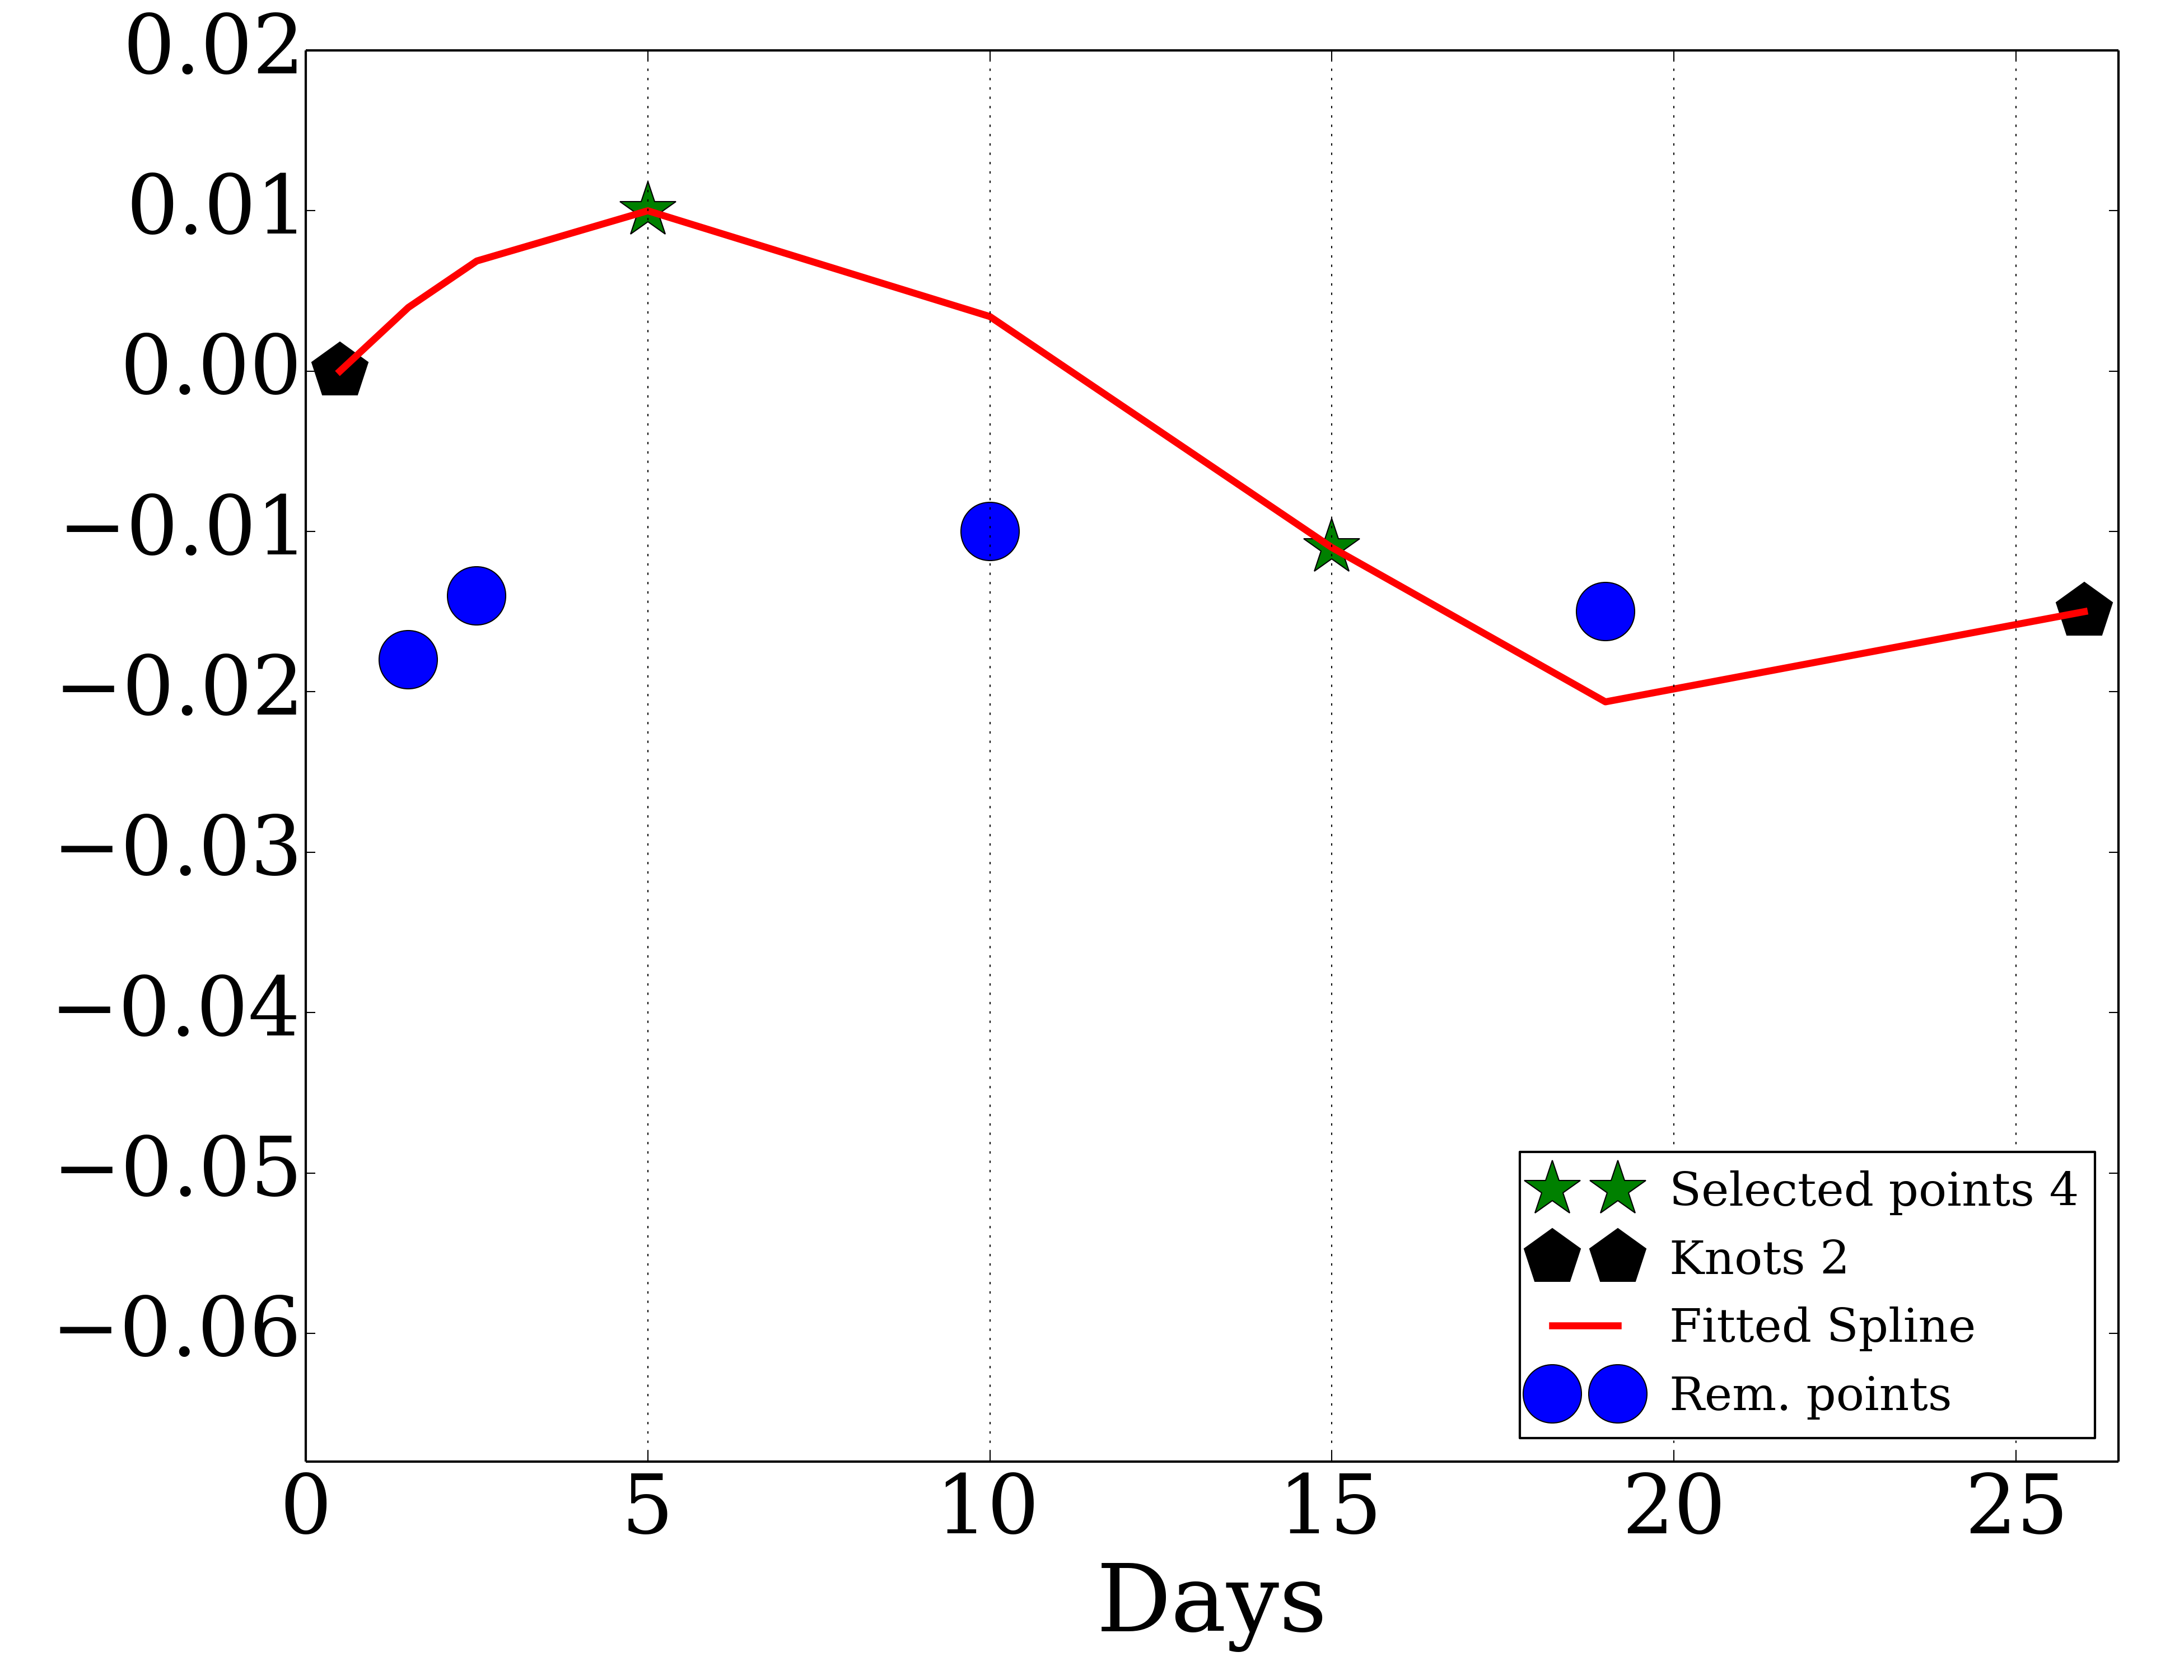 0.02
0.01
0.00
−0.01
−0.02
−0.03
−0.04
−0.05
−0.06
Selected points 4
Knots 2
Fitted Spline
Rem. points
0 5 10 15 20 25
Days